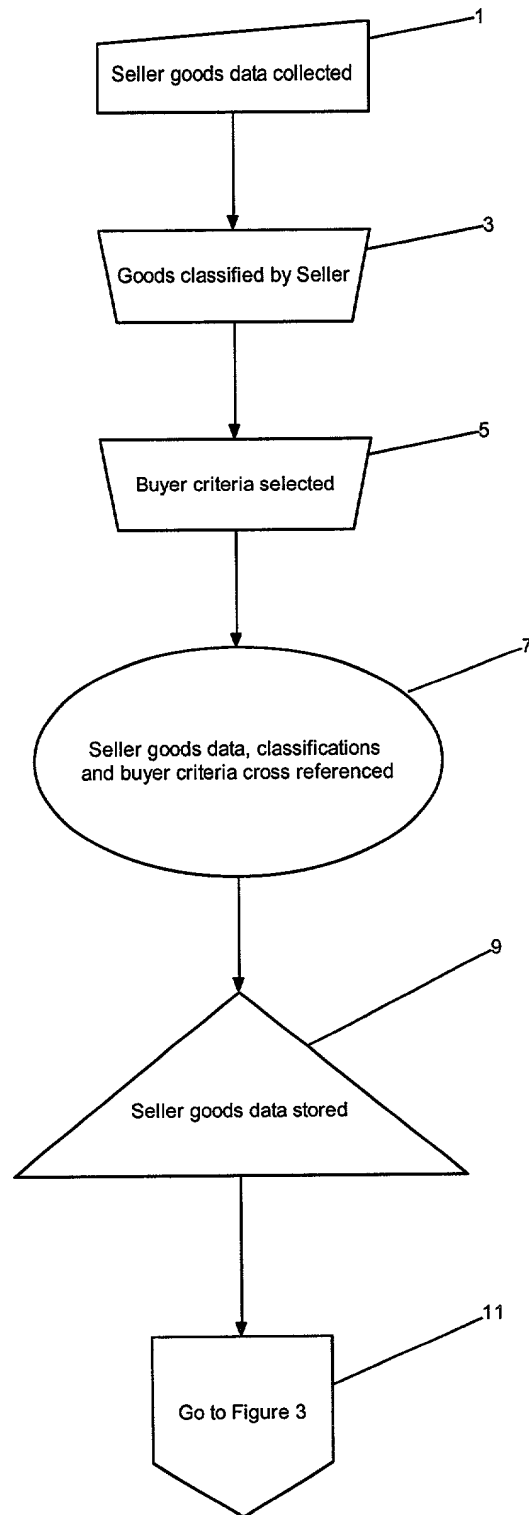 1
Seller goods data collected
3
Goods classified by Seller
5
Buyer criteria selected
7
Seller goods data, classifications
and buyer criteria cross referenced
9
Seller goods data stored
11
Go to Figure 3